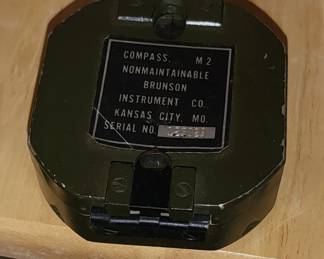 COMPASS, M2
NONMAINTAINABLE
BRUNSON
INSTRUMENT CO.
KANSAS CITY, MO.
SERIAL NO.